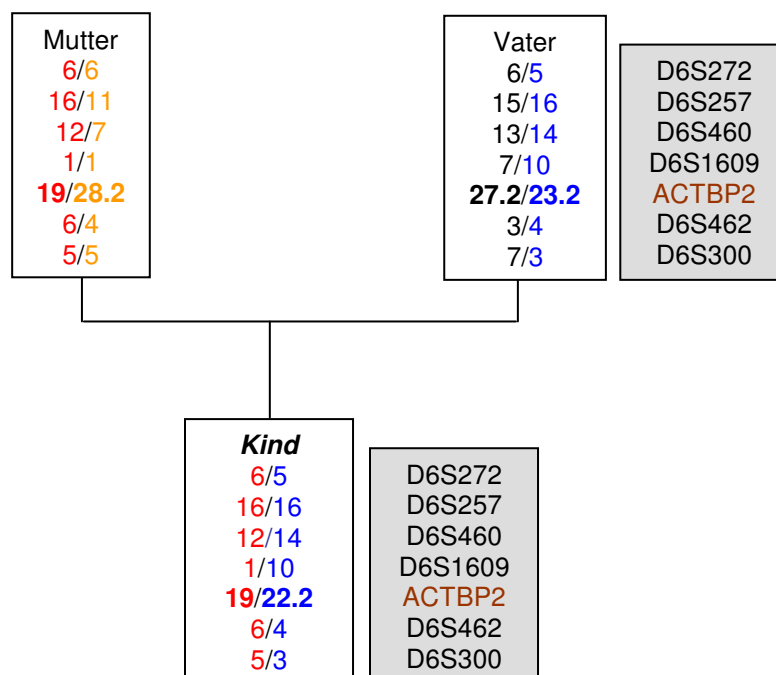 Mutter
6/6
16/11
12/7
1/1
19/28.2
6/4
5/5
Vater
6/5
15/16
13/14
7/10
27.2/23.2
3/4
7/3
D6S272
D6S257
D6S460
D6S1609
ACTBP2
D6S462
D6S300
Kind
6/5
16/16
12/14
1/10
19/22.2
6/4
5/3
D6S272
D6S257
D6S460
D6S1609
ACTBP2
D6S462
D6S300